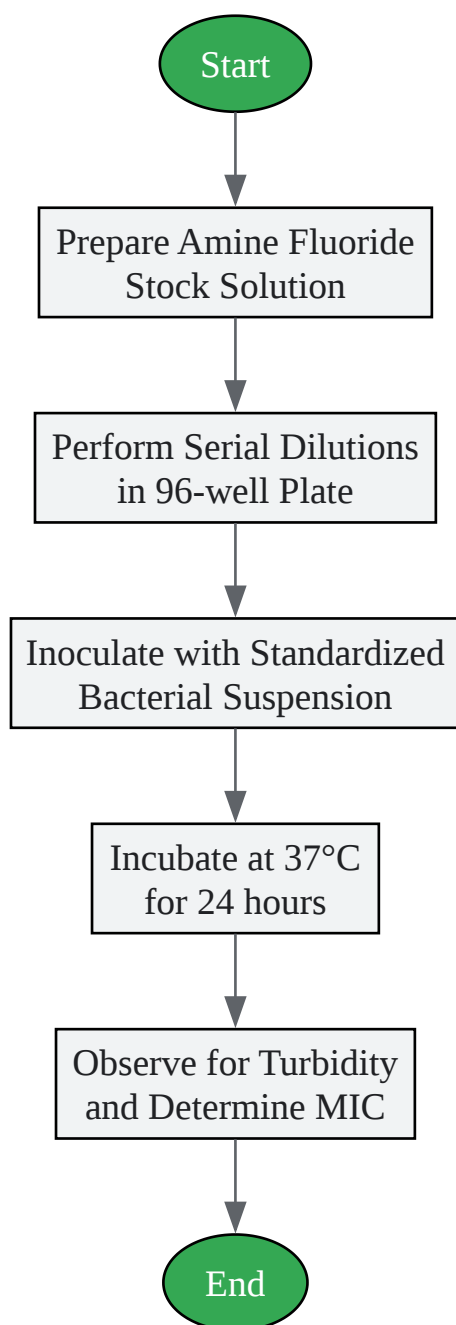 Start
Prepare Amine Fluoride
Stock Solution
Perform Serial Dilutions
in 96-well Plate
Inoculate with Standardized
Bacterial Suspension
Incubate at 37°C
for 24 hours
Observe for Turbidity
and Determine MIC
End